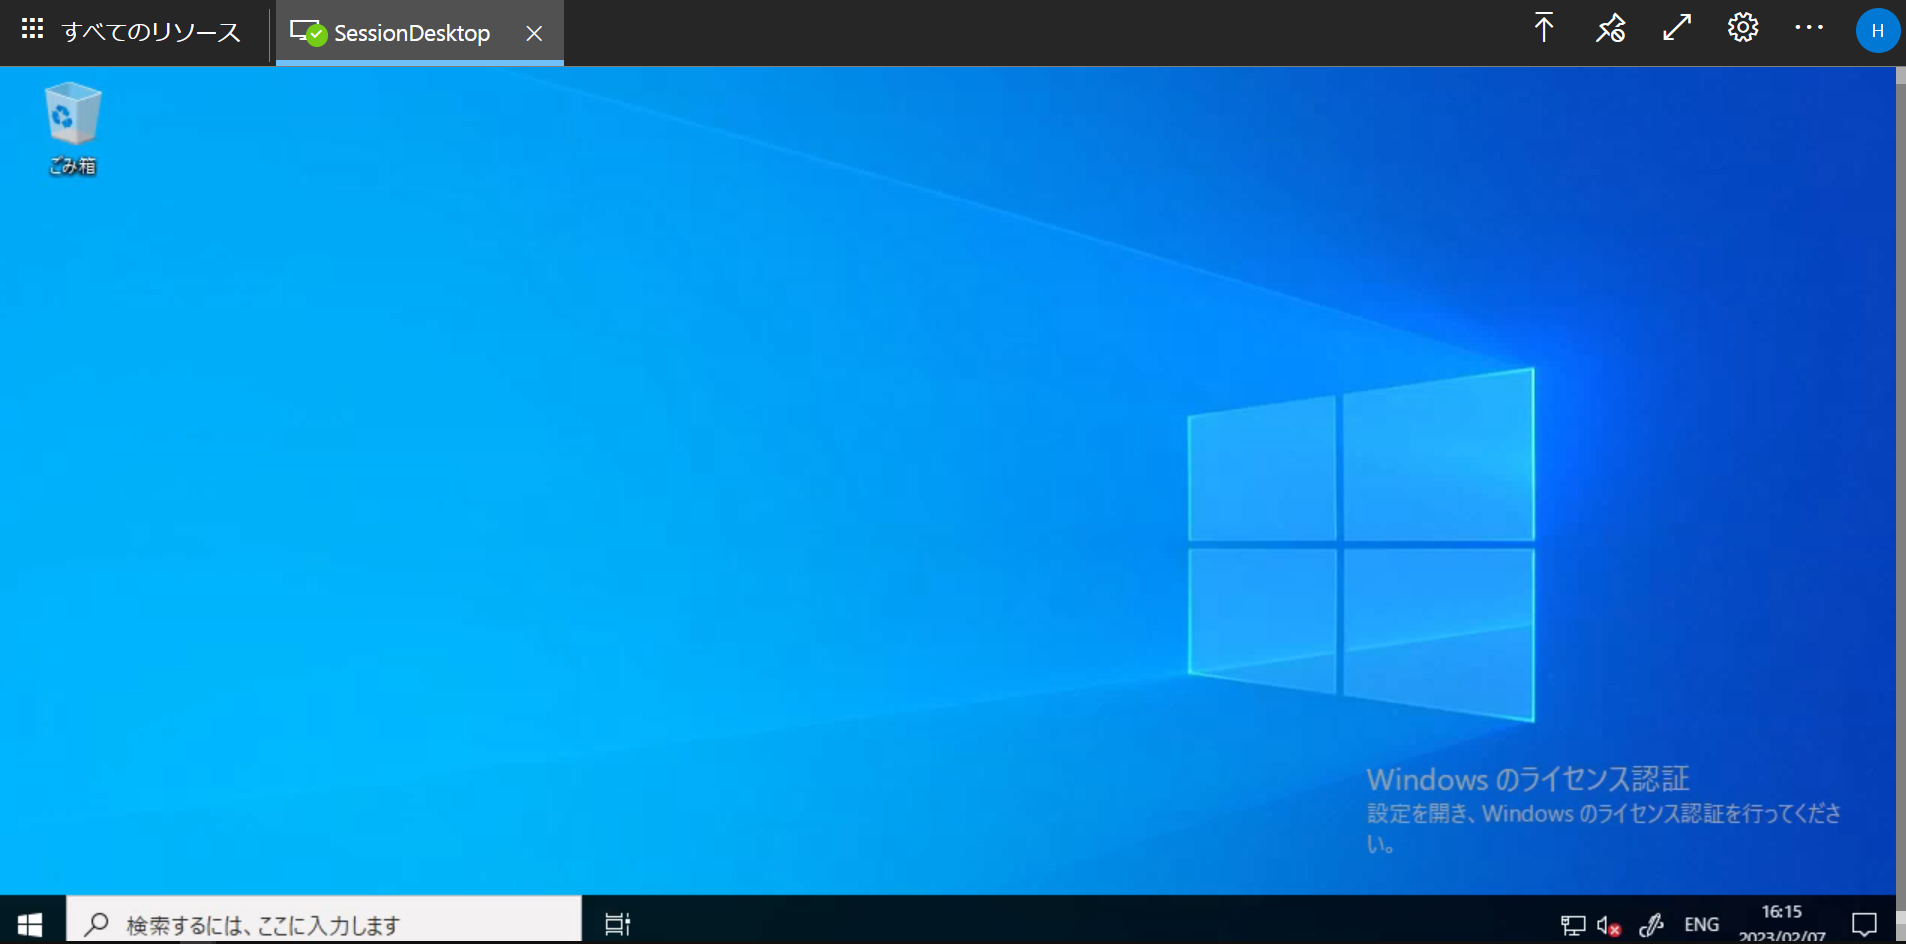 すべてのリソース
SessionDesktop
H
ごみ箱
Windows のライセンス認証
設定を開き、Windows のライセンス認証を行ってくださ
い。
検索するには、ここに入力します
ENG
16:15
2023/02/07